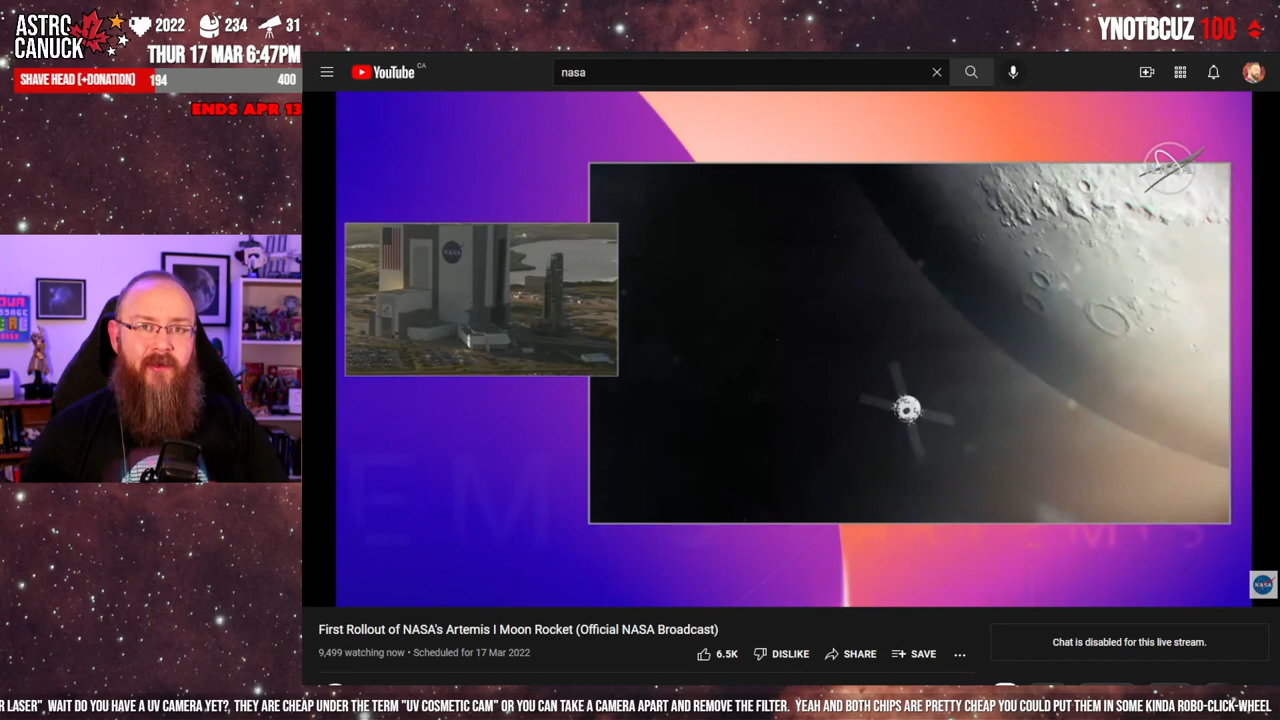 ASTRO
CANUCK
2022
234
31
THUR 17 MAR 6:47PM
SHAVE HEAD (+DONATION)
194
400
ENDS APR 13
YNOTBCUZ 100
YouTube CA
nasa
NASA
ARTEMIS
First Rollout of NASA's Artemis I Moon Rocket (Official NASA Broadcast)
9,499 watching now • Scheduled for 17 Mar 2022
6.5K
DISLIKE
SHARE
SAVE
Chat is disabled for this live stream.
NASA
R LASER", WAIT DO YOU HAVE A UV CAMERA YET?, THEY ARE CHEAP UNDER THE TERM "UV COSMETIC CAM" OR YOU CAN TAKE A CAMERA APART AND REMOVE THE FILTER. YEAH AND BOTH CHIPS ARE PRETTY CHEAP YOU COULD PUT THEM IN SOME KINDA ROBO-CLICK-WHEEL